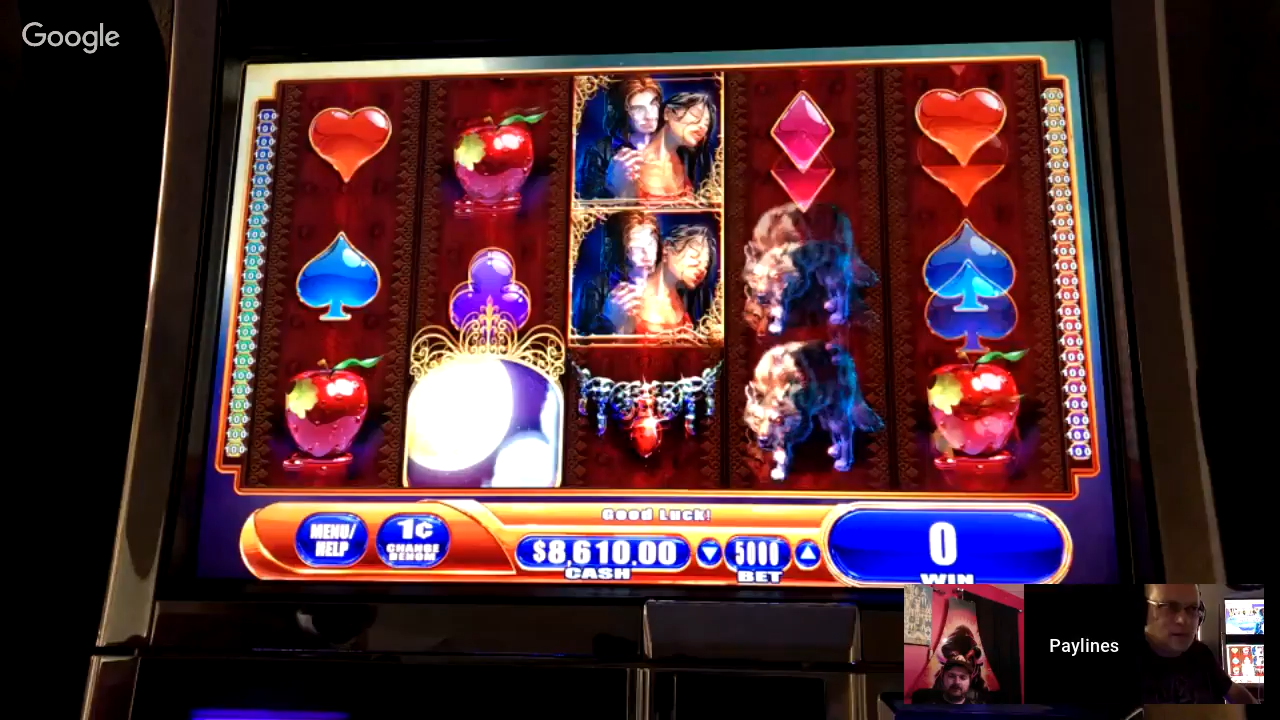 Google
MENU/
HELP
1¢
CHANGE
DENOM
Good Luck!
$8,610.00
CASH
5000
BET
0
WIN
Paylines